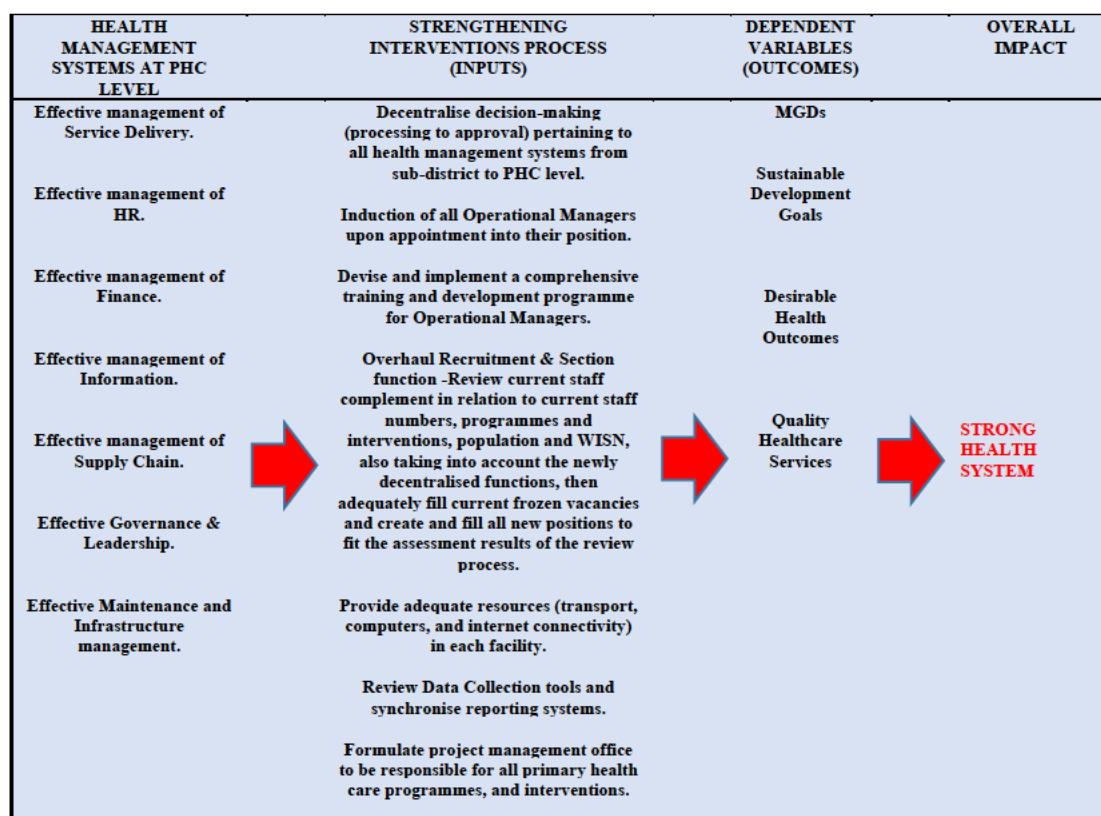 HEALTH
MANAGEMENT
SYSTEMS AT PHC
LEVEL
STRENGTHENING
INTERVENTIONS PROCESS
(INPUTS)
DEPENDENT
VARIABLES
(OUTCOMES)
OVERALL
IMPACT
Effective management of
Service Delivery.
Effective management of
HR.
Effective management of
Finance.
Effective management of
Information.
Effective management of
Supply Chain.
Effective Governance &
Leadership.
Effective Maintenance and
Infrastructure
management.
Decentralise decision-making
(processing to approval) pertaining to
all health management systems from
sub-district to PHC level.
Induction of all Operational Managers
upon appointment into their position.
Devise and implement a comprehensive
training and development programme
for Operational Managers.
Overhaul Recruitment & Section
function -Review current staff
complement in relation to current staff
numbers, programmes and
interventions, population and WISN,
also taking into account the newly
decentralised functions, then
adequately fill current frozen vacancies
and create and fill all new positions to
fit the assessment results of the review
process.
Provide adequate resources (transport,
computers, and internet connectivity)
in each facility.
Review Data Collection tools and
synchronise reporting systems.
Formulate project management office
to be responsible for all primary health
care programmes, and interventions.
MGDs
Sustainable
Development
Goals
Desirable
Health
Outcomes
Quality
Healthcare
Services
STRONG
HEALTH
SYSTEM